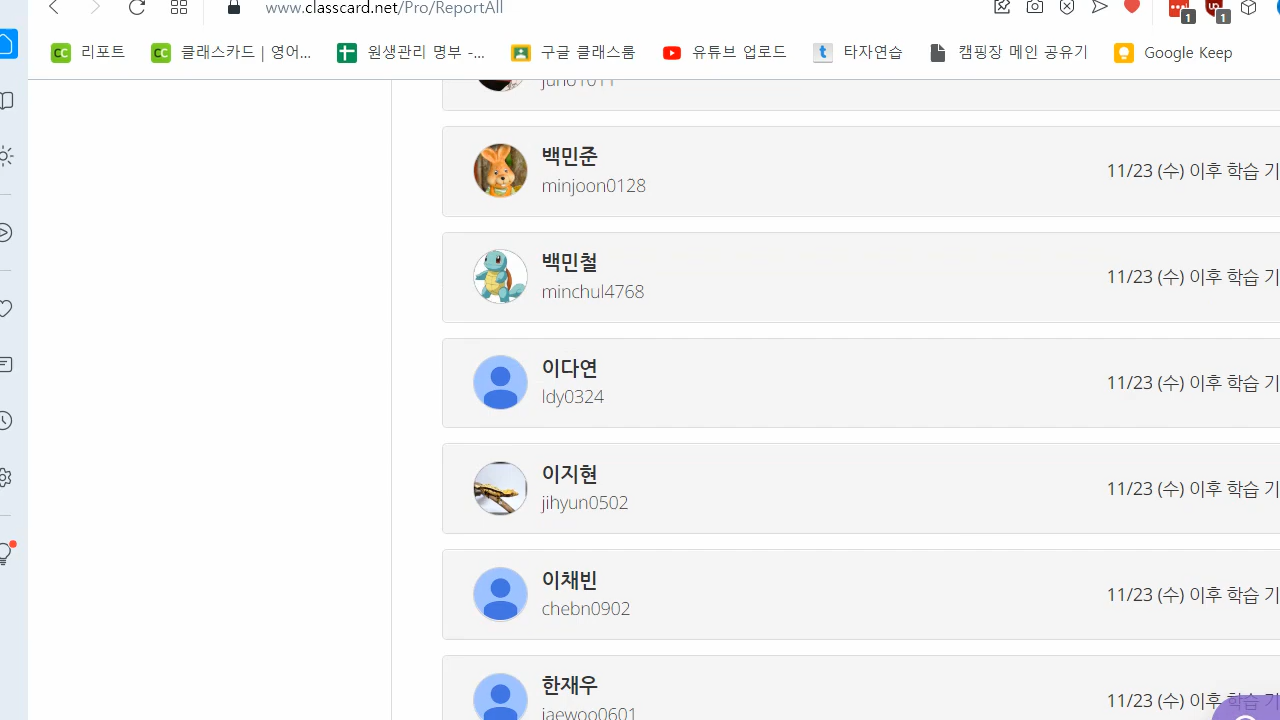 www.classcard.net/Pro/ReportAll
1
1
리포트
클래스카드 | 영어...
원생관리 명부 -...
구글 클래스룸
유튜브 업로드
타자연습
캠핑장 메인 공유기
Google Keep
백민준
minjoon0128
11/23 (수) 이후 학습 기
백민철
minchul4768
11/23 (수) 이후 학습 기
이다연
ldy0324
11/23 (수) 이후 학습 기
이지현
jihyun0502
11/23 (수) 이후 학습 기
이채빈
chebn0902
11/23 (수) 이후 학습 기
한재우
jaewoo0601
11/23 (수) 이후 학습 기